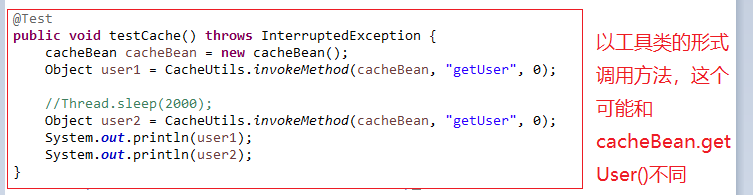 @Test
public void testCache() throws InterruptedException {
    cacheBean cacheBean = new cacheBean();
    Object user1 = CacheUtils.invokeMethod(cacheBean, "getUser", 0);

    //Thread.sleep(2000);
    Object user2 = CacheUtils.invokeMethod(cacheBean, "getUser", 0);
    System.out.println(user1);
    System.out.println(user2);
}
以工具类的形式
调用方法，这个
可能和
cacheBean.get
User()不同